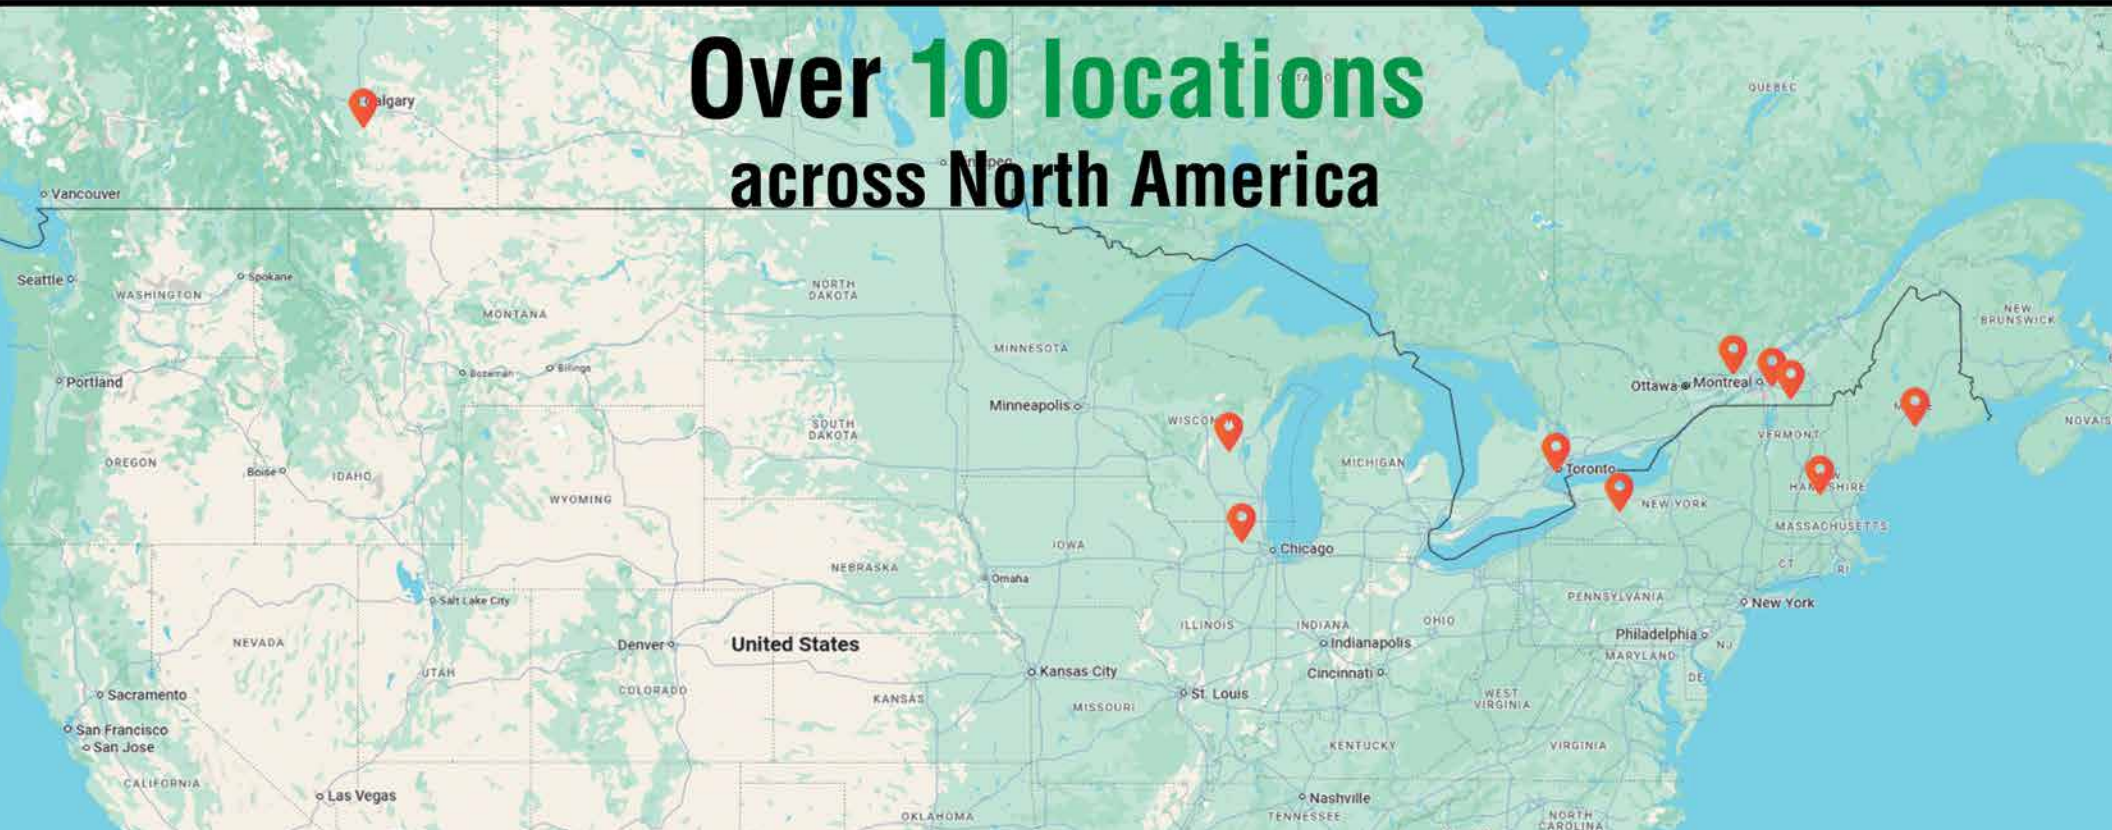 Over 10 locations
across North America
QUEBEC
Vancouver
Seattle
Spokane
WASHINGTON
MONTANA
NORTH
DAKOTA
MINNESOTA
NEW
BRUNSWICK
Portland
Bozeman
Billings
Minneapolis
Ottawa
Montreal
SOUTH
DAKOTA
VERMONT
OREGON
Boise
IDAHO
WYOMING
MICHIGAN
Toronto
NEW YORK
MASSACHUSETTS
IOWA
Chicago
CT
RI
NEBRASKA
Omaha
Salt Lake City
PENNSYLVANIA
New York
NEVADA
Denver
United States
ILLINOIS
INDIANA
OHIO
Indianapolis
Philadelphia
NJ
MARYLAND
UTAH
Kansas City
Cincinnati
DE
Sacramento
COLORADO
KANSAS
St. Louis
MISSOURI
WEST
VIRGINIA
San Francisco
San Jose
KENTUCKY
VIRGINIA
CALIFORNIA
Las Vegas
Nashville
OKLAHOMA
TENNESSEE
NORTH
CAROLINA